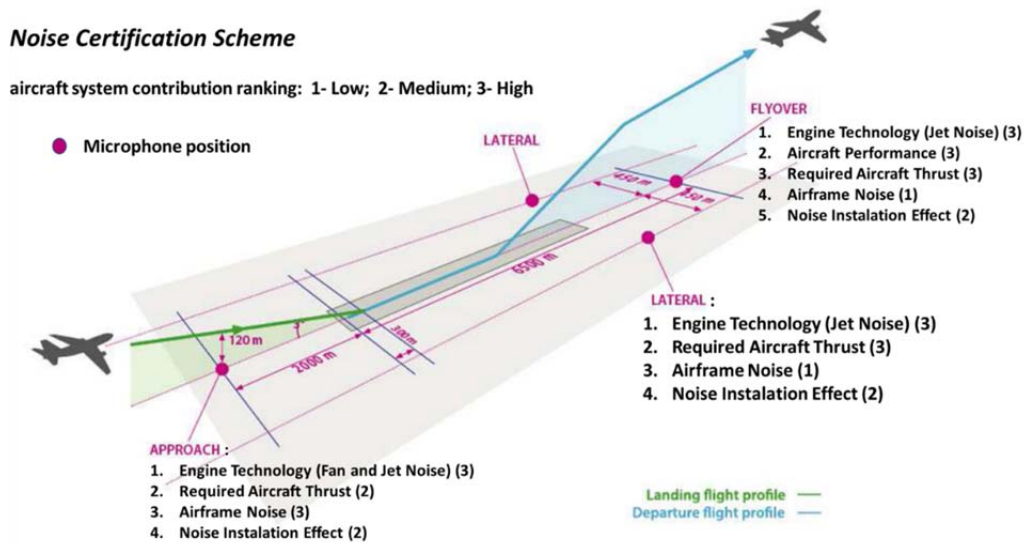 Noise Certification Scheme
aircraft system contribution ranking: 1- Low; 2- Medium; 3- High
Microphone position
LATERAL
FLYOVER
1. Engine Technology (Jet Noise) (3)
2. Aircraft Performance (3)
3. Required Aircraft Thrust (3)
4. Airframe Noise (1)
5. Noise Instalation Effect (2)
450 m
450 m
6500 m
LATERAL :
1. Engine Technology (Jet Noise) (3)
2. Required Aircraft Thrust (3)
3. Airframe Noise (1)
4. Noise Instalation Effect (2)
120 m
3°
300 m
2000 m
APPROACH :
1. Engine Technology (Fan and Jet Noise) (3)
2. Required Aircraft Thrust (2)
3. Airframe Noise (3)
4. Noise Instalation Effect (2)
Landing flight profile
Departure flight profile